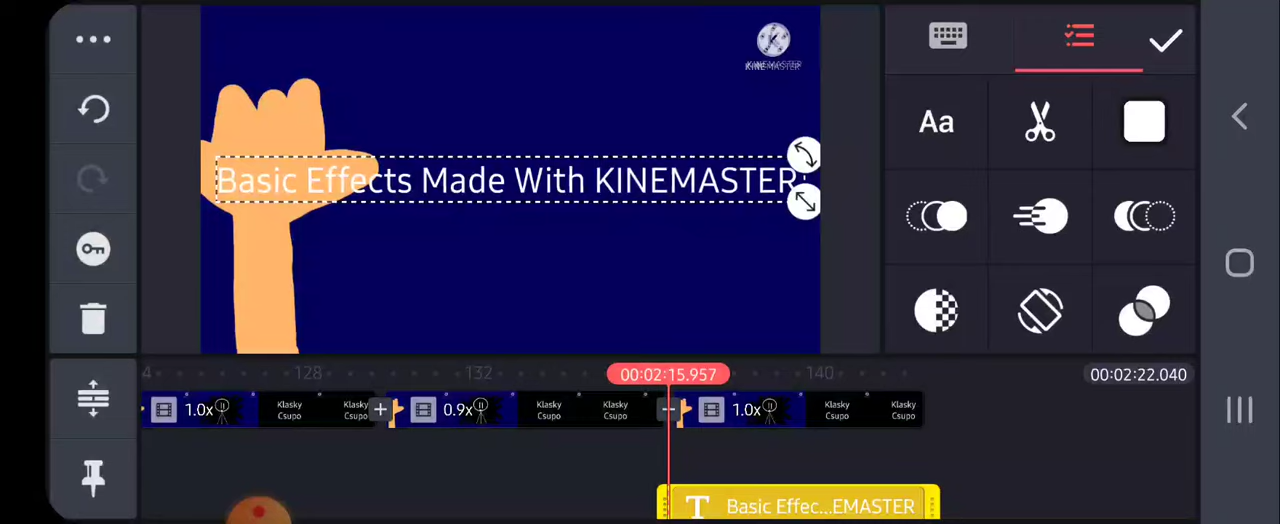 KINEMASTER
Basic Effects Made With KINEMASTER
Aa
4 128 132 00:02:15.957 140 00:02:22.040
1.0x Klasky Csupo Klasky Csupo 0.9x Klasky Csupo Klasky Csupo 1.0x Klasky Csupo Klasky Csupo
T Basic Effec...EMASTER